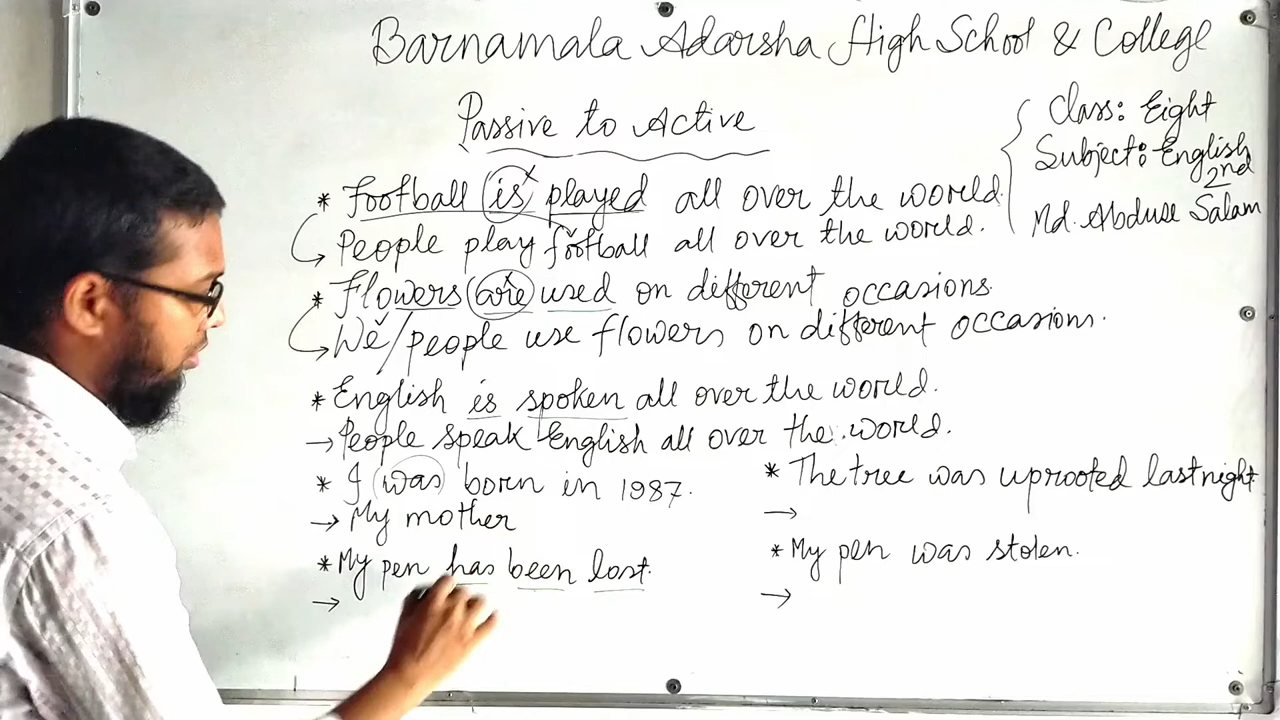 Barnamala Adarsha High School & College
Passive to Active
Class: Eight
Subject: English 2nd
Md. Abduse Salam
* Football is played all over the world.
→ People play football all over the world.
* Flowers are used on different occasions.
→ We/people use flowers on different occasions.
* English is spoken all over the world.
→ People speak English all over the world.
* I was born in 1987.
→ My mother
* My pen has been lost.
→
* The tree was uprooted last night.
→
* My pen was stolen.
→